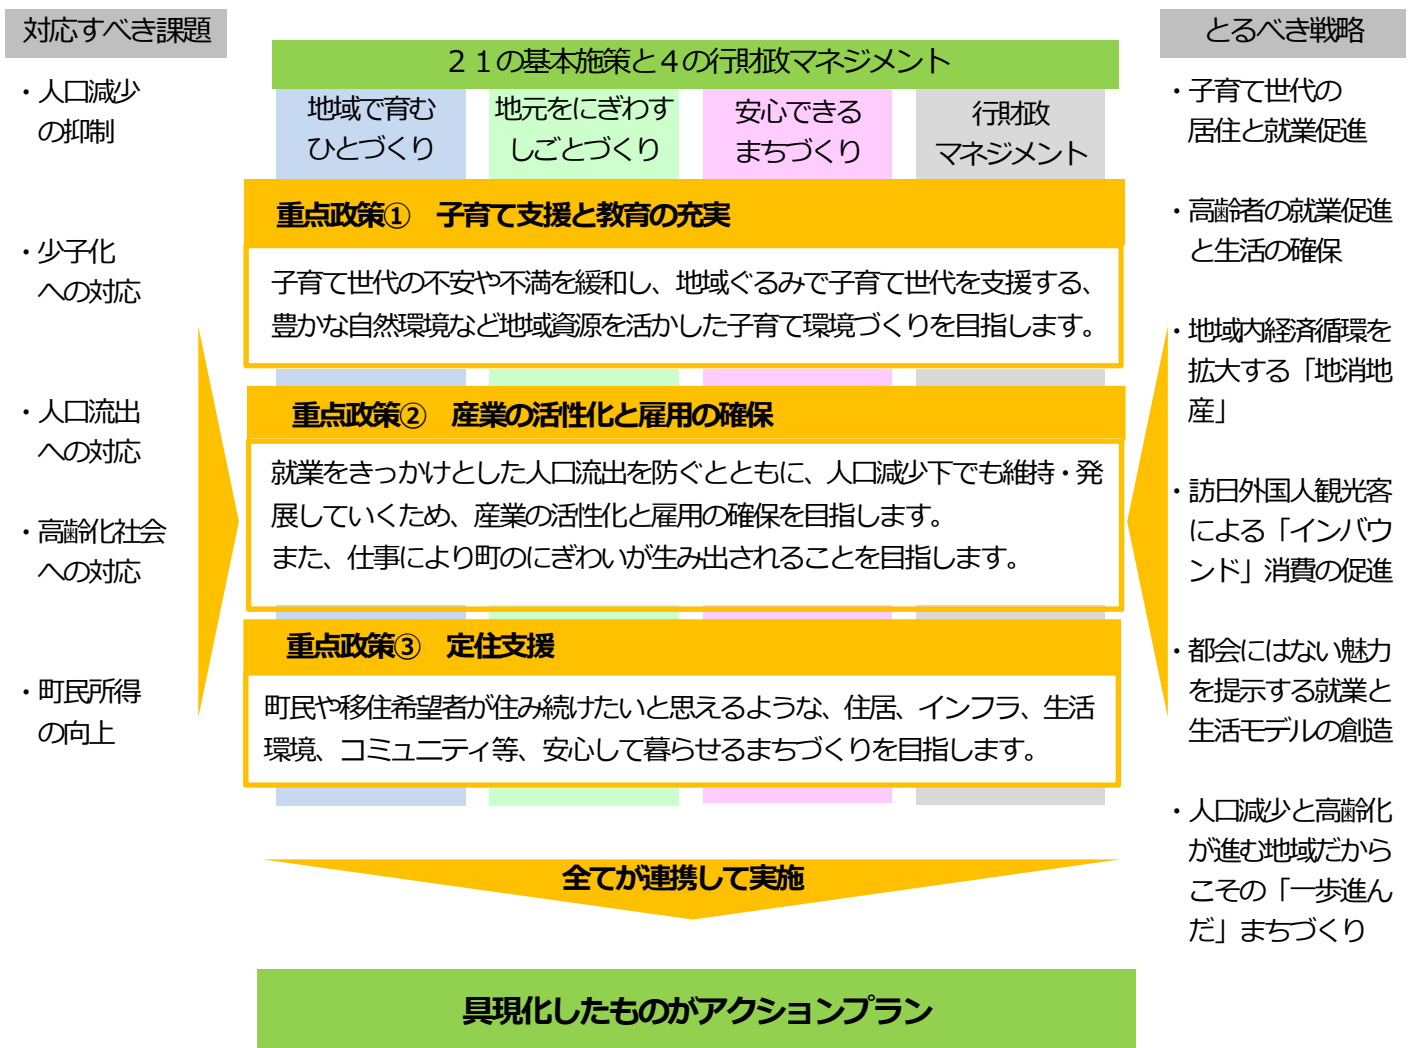 対応すべき課題
・人口減少
の抑制
・少子化
への対応
・人口流出
への対応
・高齢化社会
への対応
・町民所得
の向上
２１の基本施策と４の行財政マネジメント
地域で育む
ひとづくり
地元をにぎわす
しごとづくり
安心できる
まちづくり
行財政
マネジメント
重点政策①　子育て支援と教育の充実
子育て世代の不安や不満を緩和し、地域ぐるみで子育て世代を支援する、
豊かな自然環境など地域資源を活かした子育て環境づくりを目指します。
重点政策②　産業の活性化と雇用の確保
就業をきっかけとした人口流出を防ぐとともに、人口減少下でも維持・発
展していくため、産業の活性化と雇用の確保を目指します。
また、仕事により町のにぎわいが生み出されることを目指します。
重点政策③　定住支援
町民や移住希望者が住み続けたいと思えるような、住居、インフラ、生活
環境、コミュニティ等、安心して暮らせるまちづくりを目指します。
全てが連携して実施
具現化したものがアクションプラン
とるべき戦略
・子育て世代の
居住と就業促進
・高齢者の就業促進
と生活の確保
・地域内経済循環を
拡大する「地消地
産」
・訪日外国人観光客
による「インバウ
ンド」消費の促進
・都会にはない魅力
を提示する就業と
生活モデルの創造
・人口減少と高齢化
が進む地域だから
こその「一歩進ん
だ」まちづくり